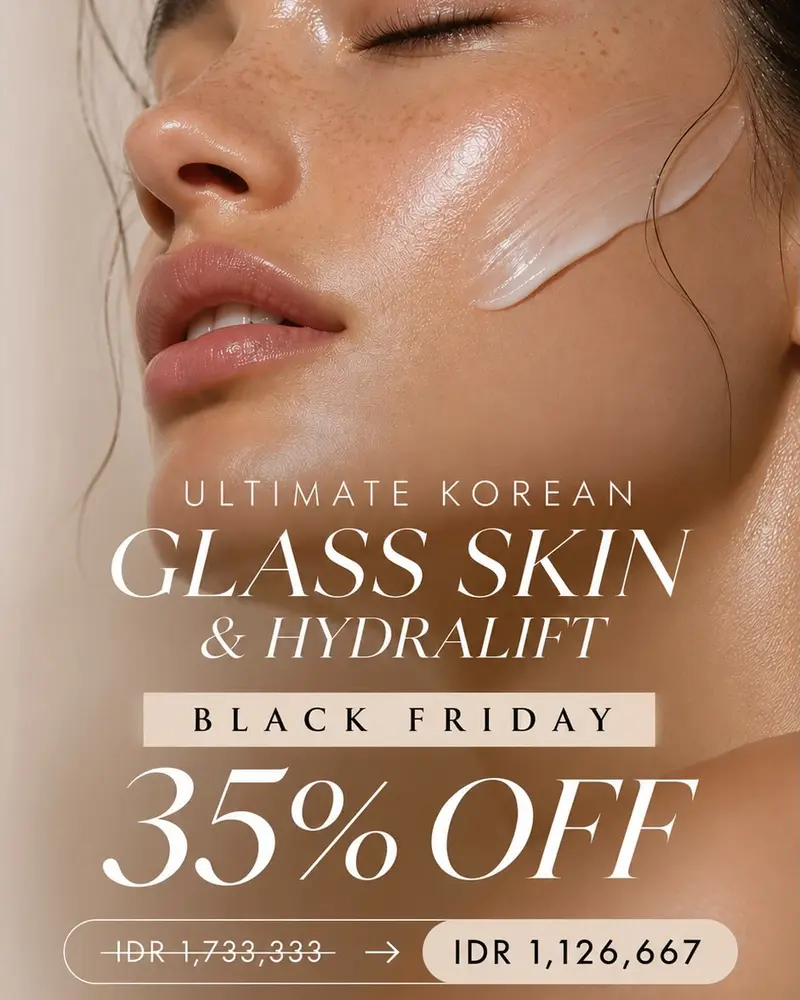 ULTIMATE KOREAN
GLASS SKIN
& HYDRALIFT
BLACK FRIDAY
35% OFF
IDR 1,733,333 → IDR 1,126,667